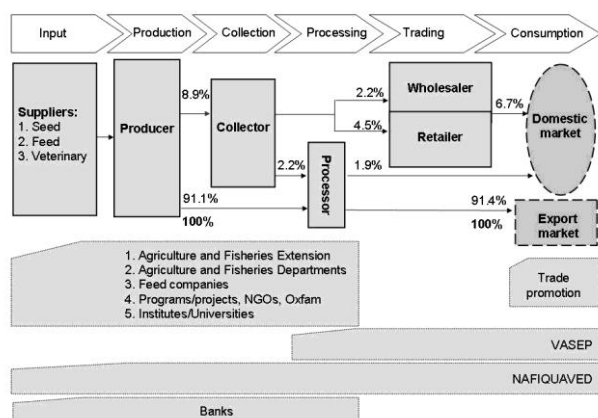 Input
Production
Collection
Processing
Trading
Consumption
Suppliers:
1. Seed
2. Feed
3. Veterinary
Producer
8.9%
Collector
2.2%
4.5%
Wholesaler
Retailer
6.7%
Domestic
market
2.2%
Processor
1.9%
91.1%
100%
91.4%
100%
Export
market
1. Agriculture and Fisheries Extension
2. Agriculture and Fisheries Departments
3. Feed companies
4. Programs/projects, NGOs, Oxfam
5. Institutes/Universities
Trade
promotion
VASEP
NAFIQUAVED
Banks